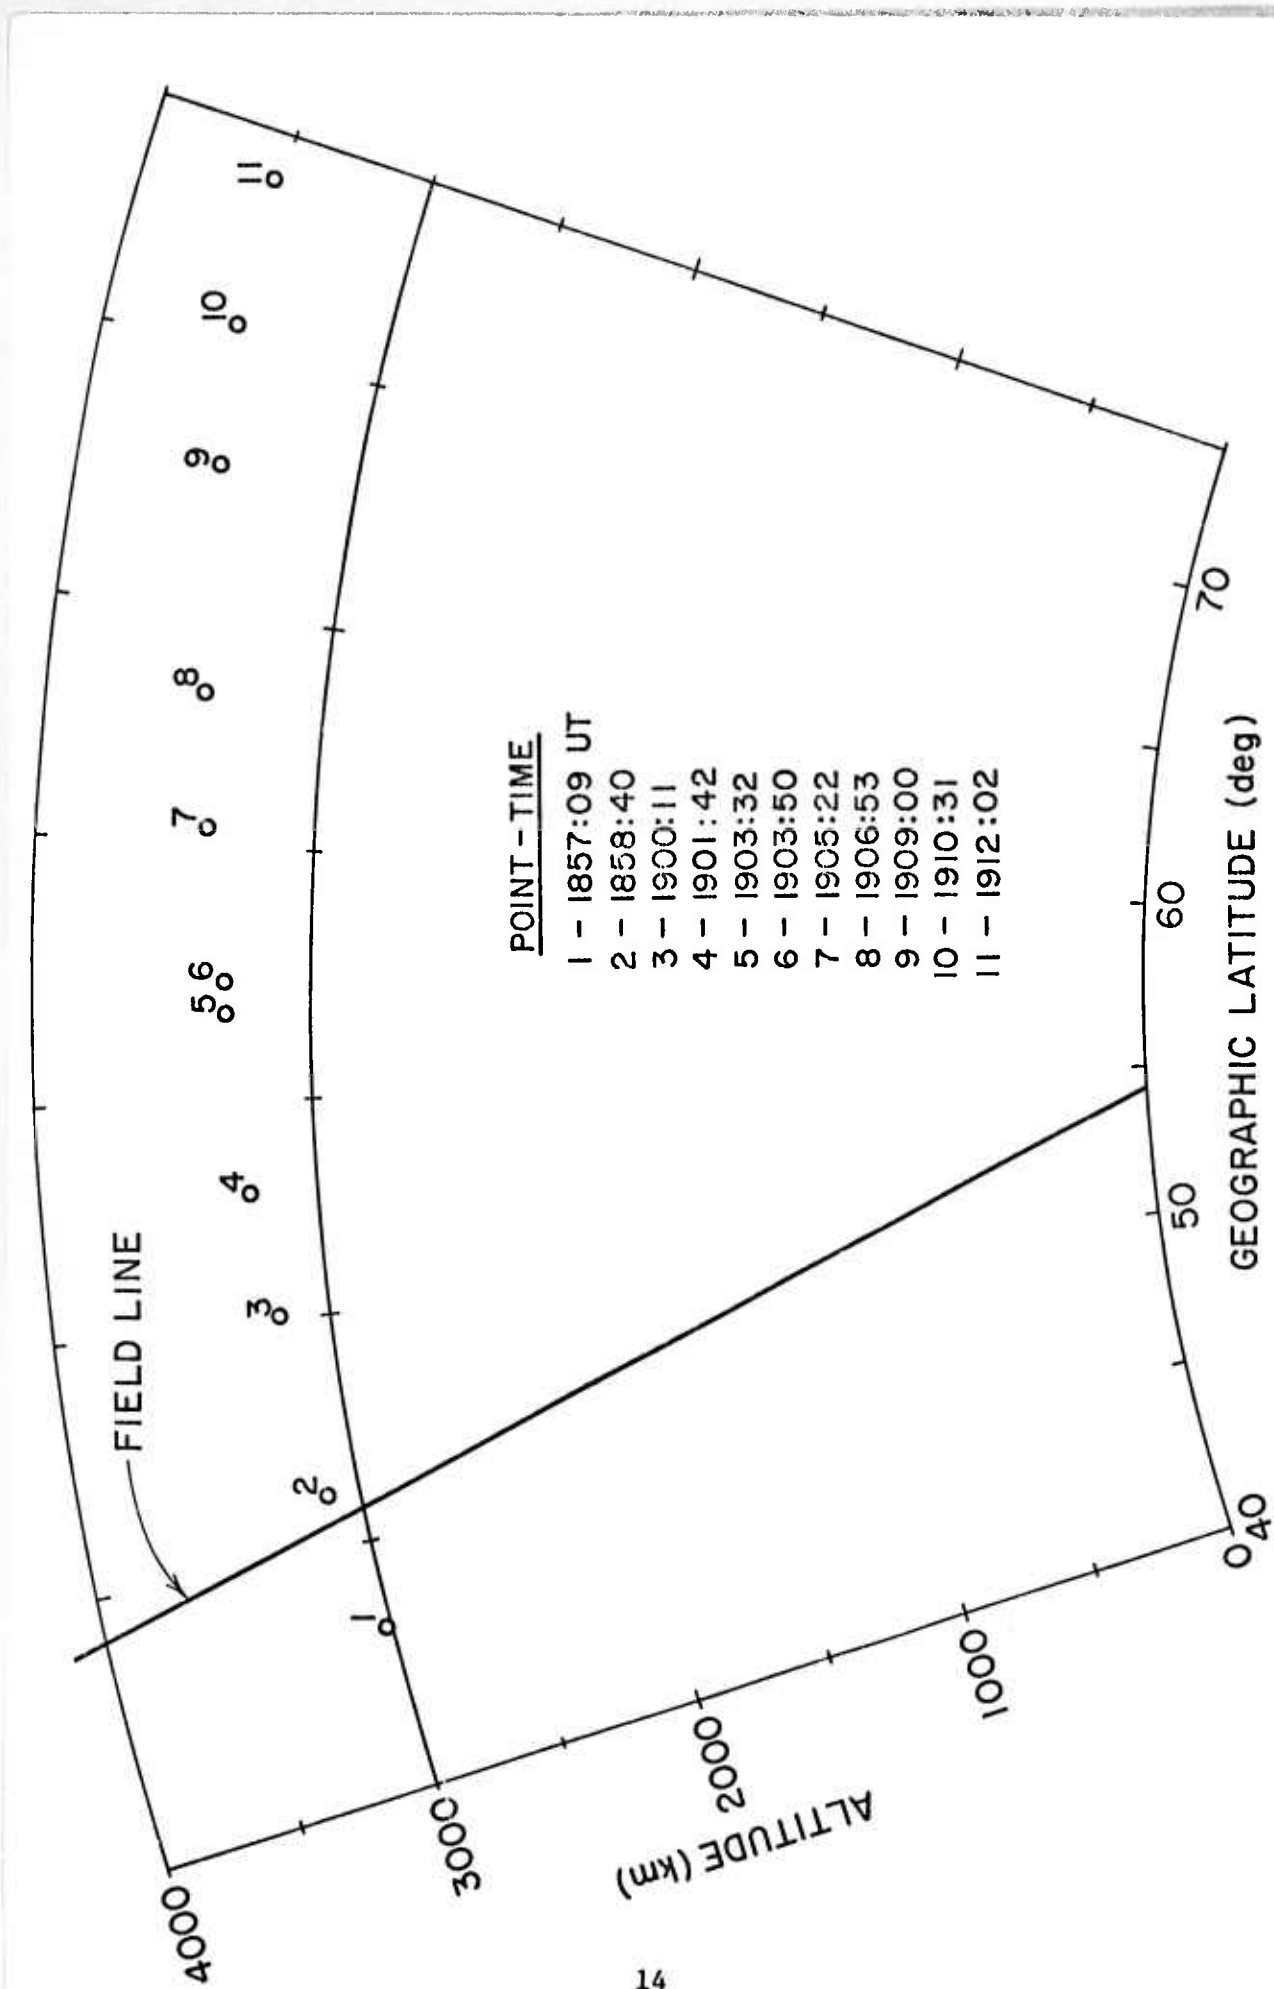 FIELD LINE
1
2
3
4
5
6
7
8
9
10
11
POINT-TIME
1 - 1857:09 UT
2 - 1858:40
3 - 1900:11
4 - 1901:42
5 - 1903:32
6 - 1903:50
7 - 1905:22
8 - 1906:53
9 - 1909:00
10 - 1910:31
11 - 1912:02
4000
3000
2000
1000
0
ALTITUDE (km)
40
50
60
70
GEOGRAPHIC LATITUDE (deg)
14